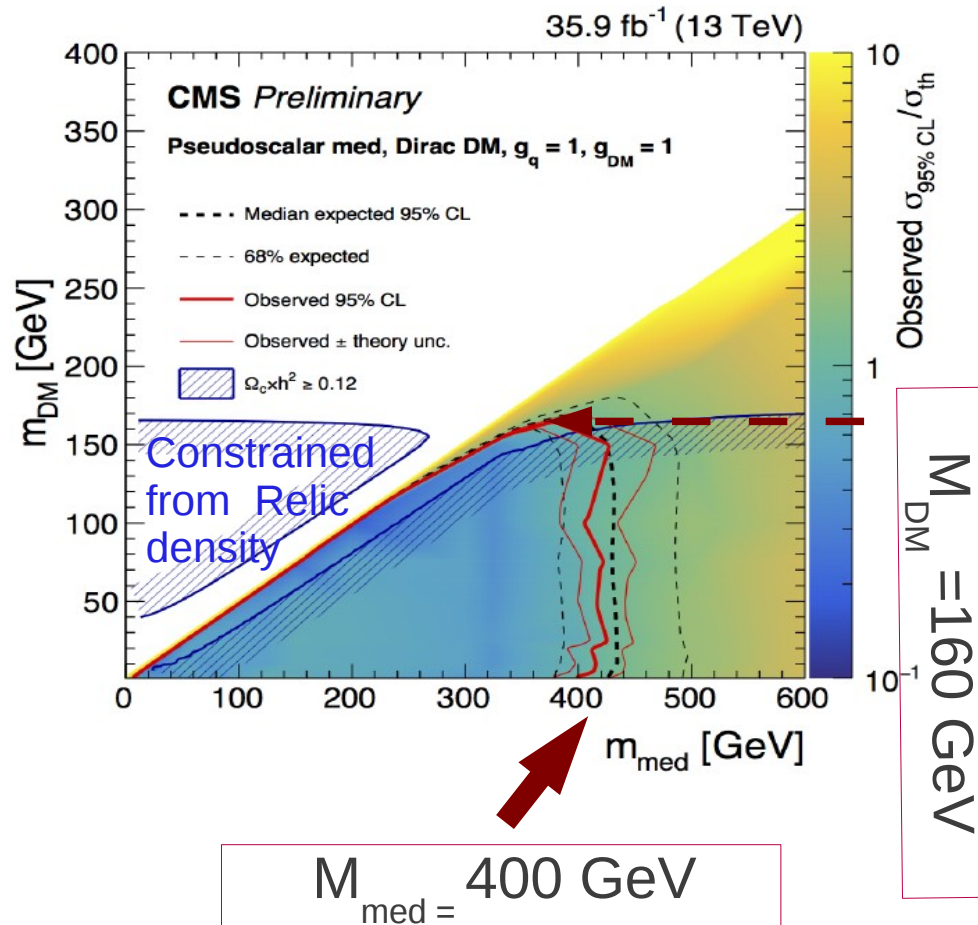 35.9 fb⁻¹ (13 TeV)
CMS Preliminary
Pseudoscalar med, Dirac DM, g_q = 1, g_DM = 1
Median expected 95% CL
68% expected
Observed 95% CL
Observed ± theory unc.
Ω_c×h² ≥ 0.12
Constrained
from Relic
density
m_DM [GeV]
400
350
300
250
200
150
100
50
0
100
200
300
400
500
600
m_med [GeV]
10
1
10⁻¹
Observed σ_95% CL/σ_th
M_DM =160 GeV
M_med = 400 GeV